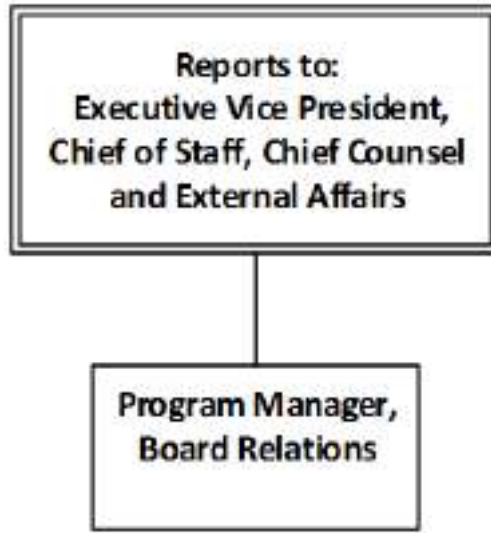 Reports to:
Executive Vice President,
Chief of Staff, Chief Counsel
and External Affairs
Program Manager,
Board Relations